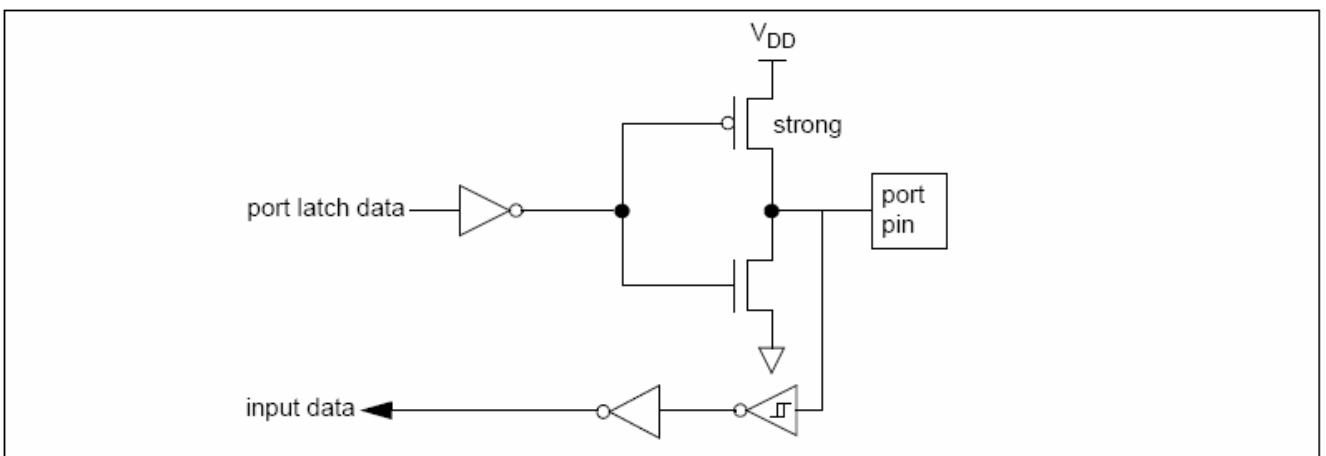 VDD
strong
port latch data
port
pin
input data